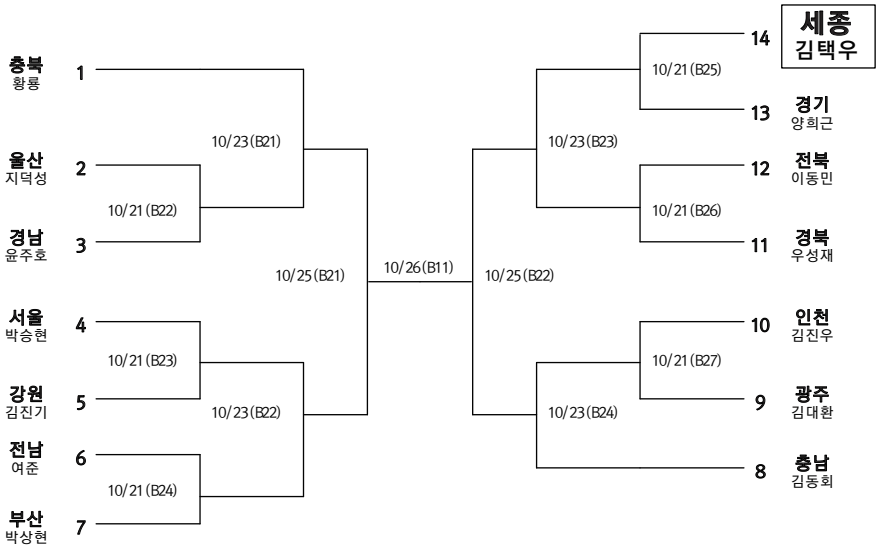 충북
황룡
1
10/23(B21)
울산
지덕성
2
10/21(B22)
경남
윤주호
3
10/25(B21)
서울
박승현
4
10/21(B23)
강원
김진기
5
10/23(B22)
전남
여준
6
10/21(B24)
부산
박상현
7
10/26(B11)
14
세종
김택우
10/21(B25)
13
경기
양희근
10/23(B23)
12
전북
이동민
10/21(B26)
11
경북
우성재
10/25(B22)
10
인천
김진우
10/21(B27)
9
광주
김대환
10/23(B24)
8
충남
김동회